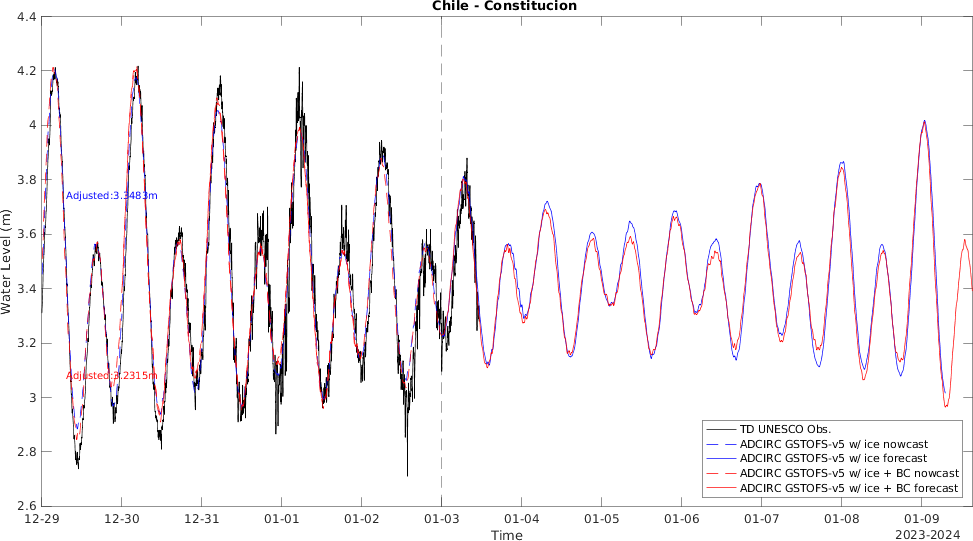 Chile - Constitucion
4.4
4.2
4
3.8
3.6
3.4
3.2
3
2.8
2.6
Water Level (m)
Adjusted:3.3483m
Adjusted:3.2315m
TD UNESCO Obs.
ADCIRC GSTOFS-v5 w/ ice nowcast
ADCIRC GSTOFS-v5 w/ ice forecast
ADCIRC GSTOFS-v5 w/ ice + BC nowcast
ADCIRC GSTOFS-v5 w/ ice + BC forecast
12-29 12-30 12-31 01-01 01-02 01-03 01-04 01-05 01-06 01-07 01-08 01-09
Time
2023-2024